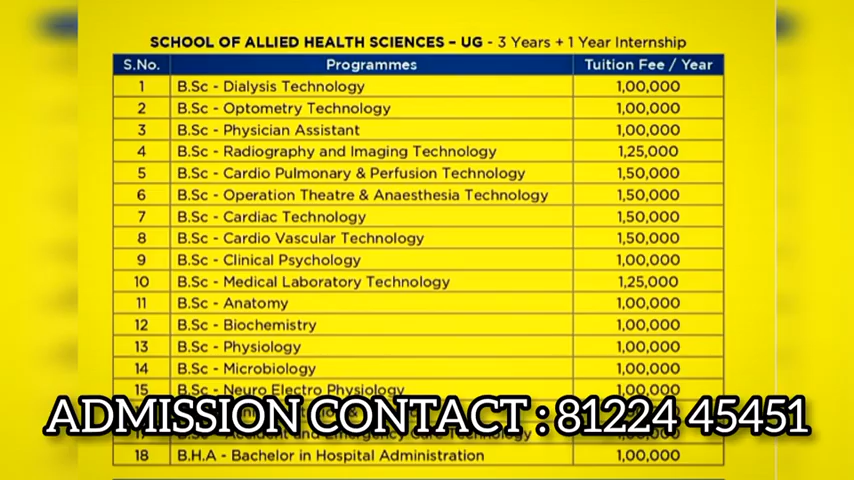 SCHOOL OF ALLIED HEALTH SCIENCES – UG - 3 Years + 1 Year Internship
S.No. Programmes Tuition Fee / Year
1 B.Sc - Dialysis Technology 1,00,000
2 B.Sc - Optometry Technology 1,00,000
3 B.Sc - Physician Assistant 1,00,000
4 B.Sc - Radiography and Imaging Technology 1,25,000
5 B.Sc - Cardio Pulmonary & Perfusion Technology 1,50,000
6 B.Sc - Operation Theatre & Anaesthesia Technology 1,50,000
7 B.Sc - Cardiac Technology 1,50,000
8 B.Sc - Cardio Vascular Technology 1,50,000
9 B.Sc - Clinical Psychology 1,00,000
10 B.Sc - Medical Laboratory Technology 1,25,000
11 B.Sc - Anatomy 1,00,000
12 B.Sc - Biochemistry 1,00,000
13 B.Sc - Physiology 1,00,000
14 B.Sc - Microbiology 1,00,000
15 B.Sc - Neuro Electro Physiology 1,00,000
ADMISSION CONTACT : 81224 45451
17 B.Sc - Accident and Emergency Care Technology 1,00,000
18 B.H.A - Bachelor in Hospital Administration 1,00,000